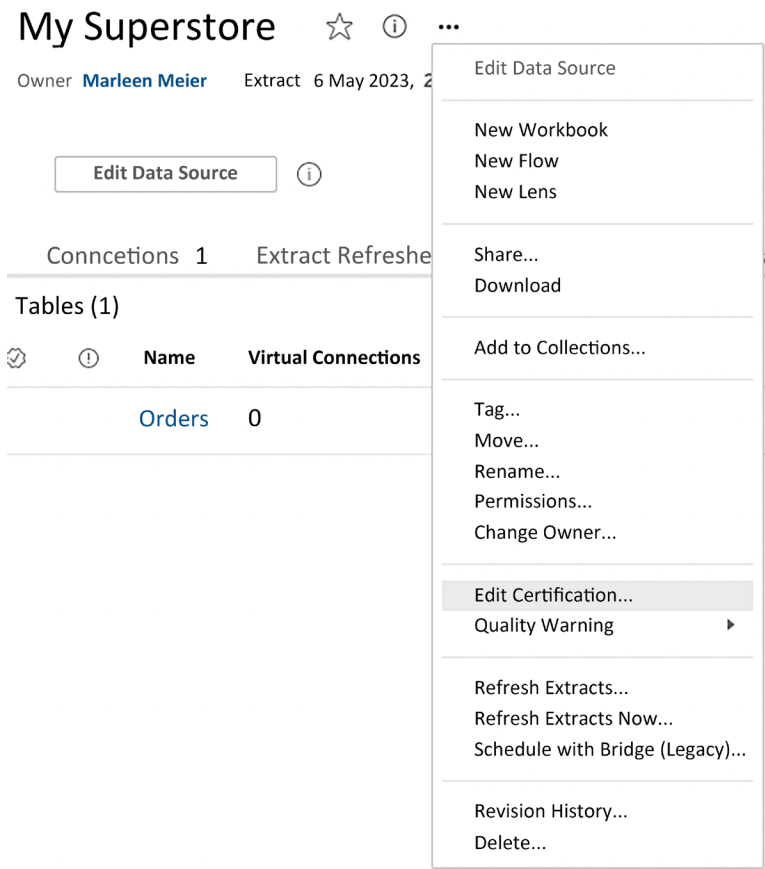 My Superstore
Owner Marleen Meier Extract 6 May 2023, 2
Edit Data Source
Conncetions 1 Extract Refreshe
Tables (1)
Name Virtual Connections
Orders 0
Edit Data Source
New Workbook
New Flow
New Lens
Share...
Download
Add to Collections...
Tag...
Move...
Rename...
Permissions...
Change Owner...
Edit Certification...
Quality Warning
Refresh Extracts...
Refresh Extracts Now...
Schedule with Bridge (Legacy)...
Revision History...
Delete...